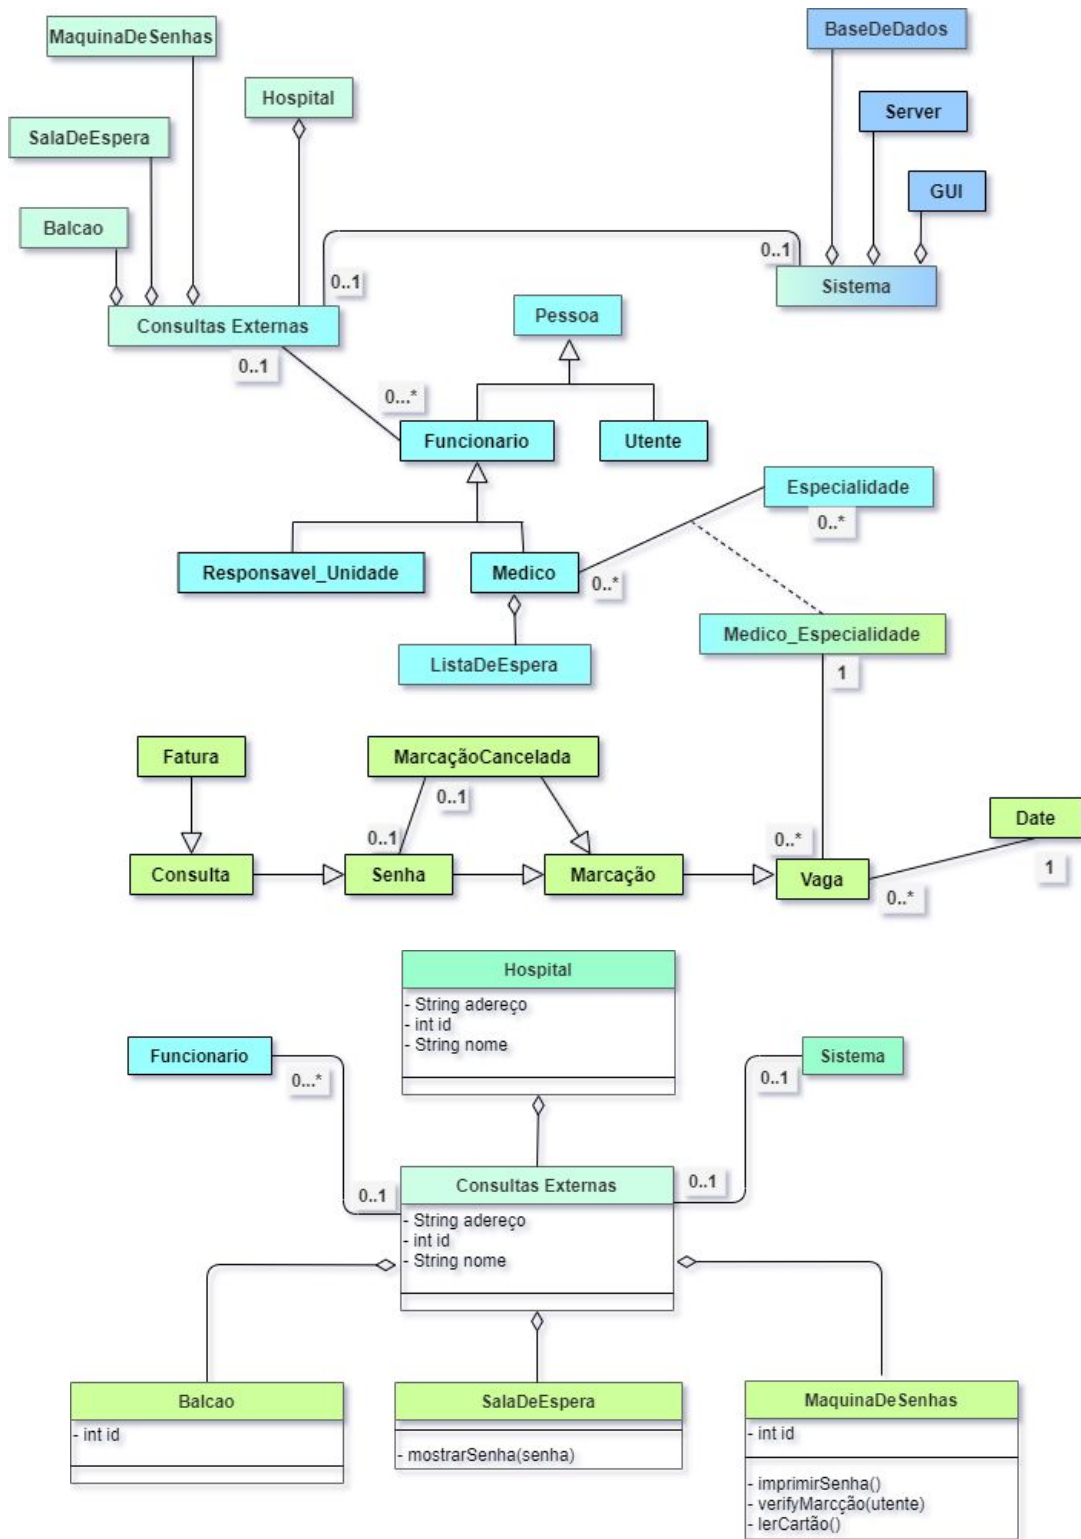 MaquinaDeSenhas
BaseDeDados
Hospital
Server
SalaDeEspera
GUI
Balcao
0..1
0..1
Sistema
Consultas Externas
Pessoa
0..1
0...*
Funcionario
Utente
Especialidade
0..*
Responsavel_Unidade
Medico
0..*
Medico_Especialidade
ListaDeEspera
1
Fatura
MarcaçãoCancelada
0..1
Date
0..1
0..*
Consulta
Senha
Marcação
Vaga
1
0..*
Hospital
- String adereço
- int id
- String nome
Funcionario
Sistema
0...*
0..1
Consultas Externas
0..1
0..1
- String adereço
- int id
- String nome
Balcao
- int id
SalaDeEspera
- mostrarSenha(senha)
MaquinaDeSenhas
- int id
- imprimirSenha()
- verifyMarcção(utente)
- lerCartão()